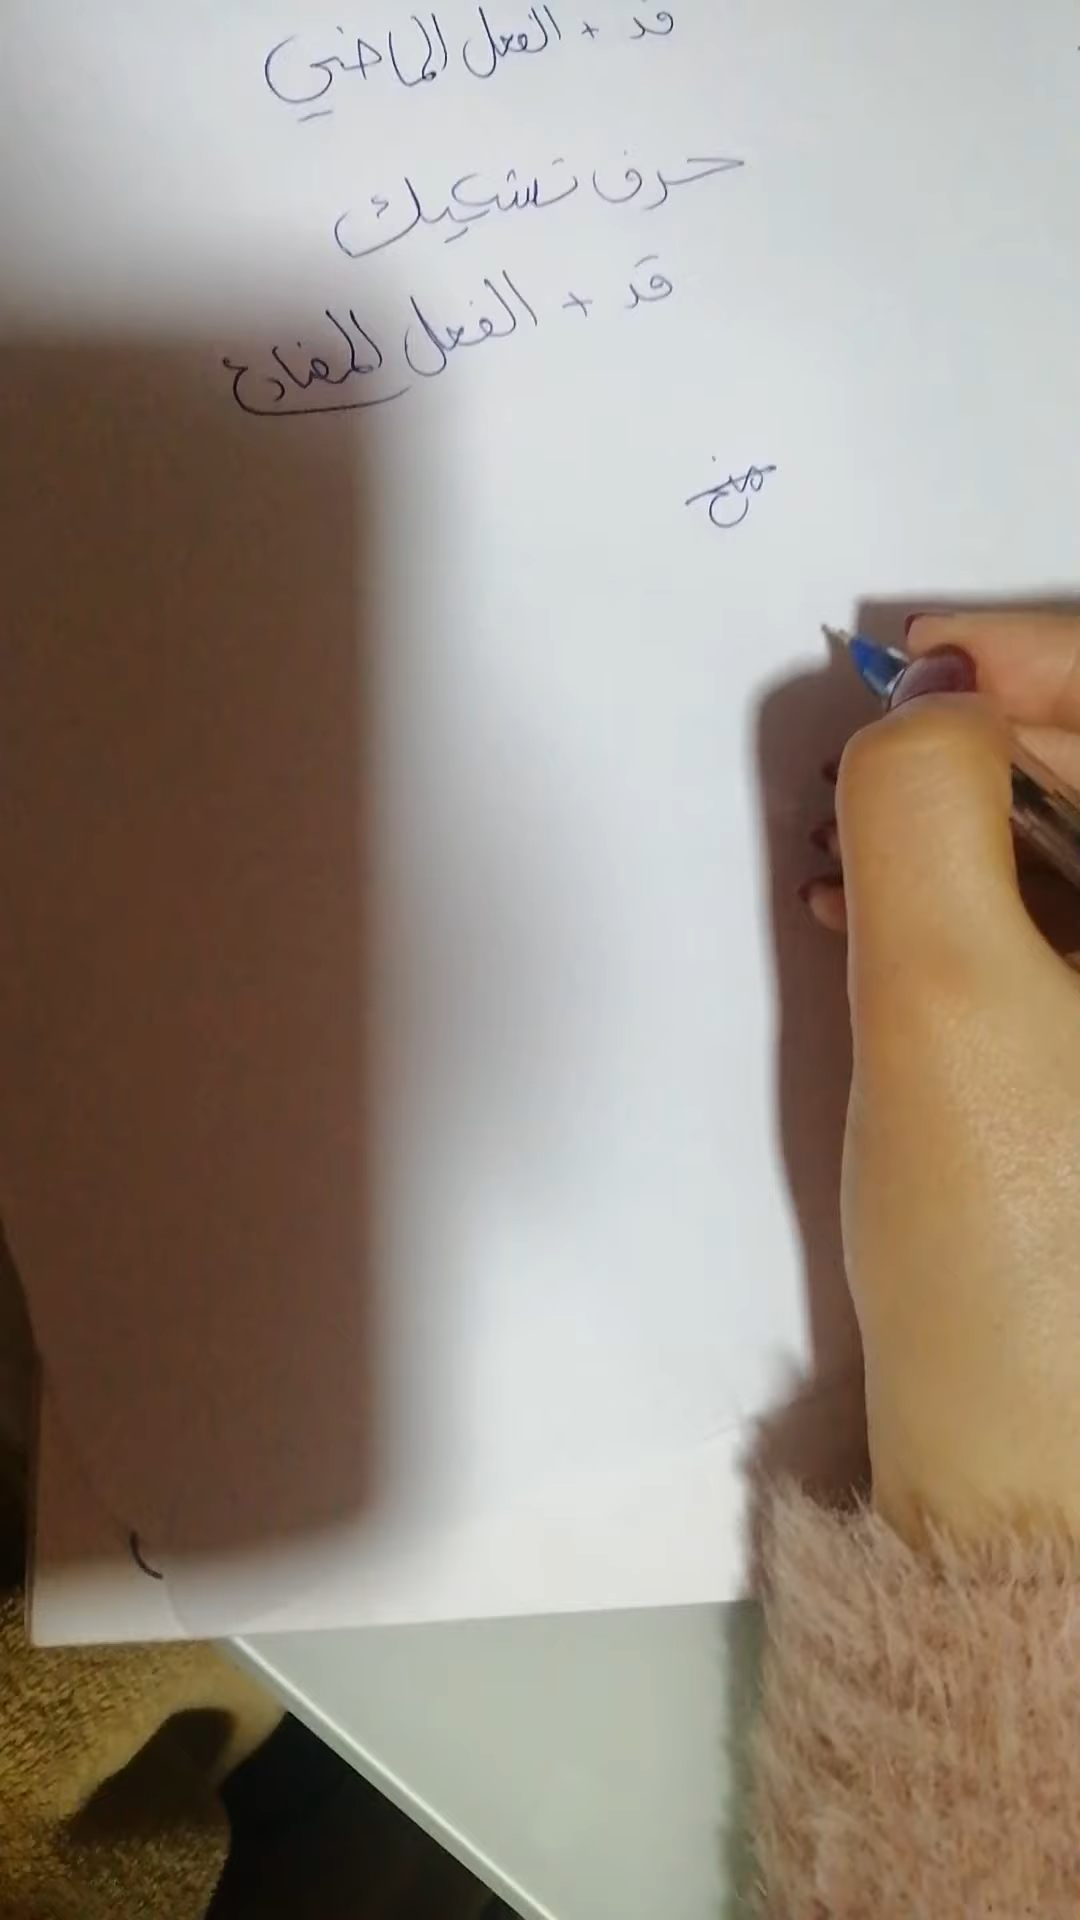 قد + الفعل الماضي
حرف تشكيك
قد + الفعل المضارع